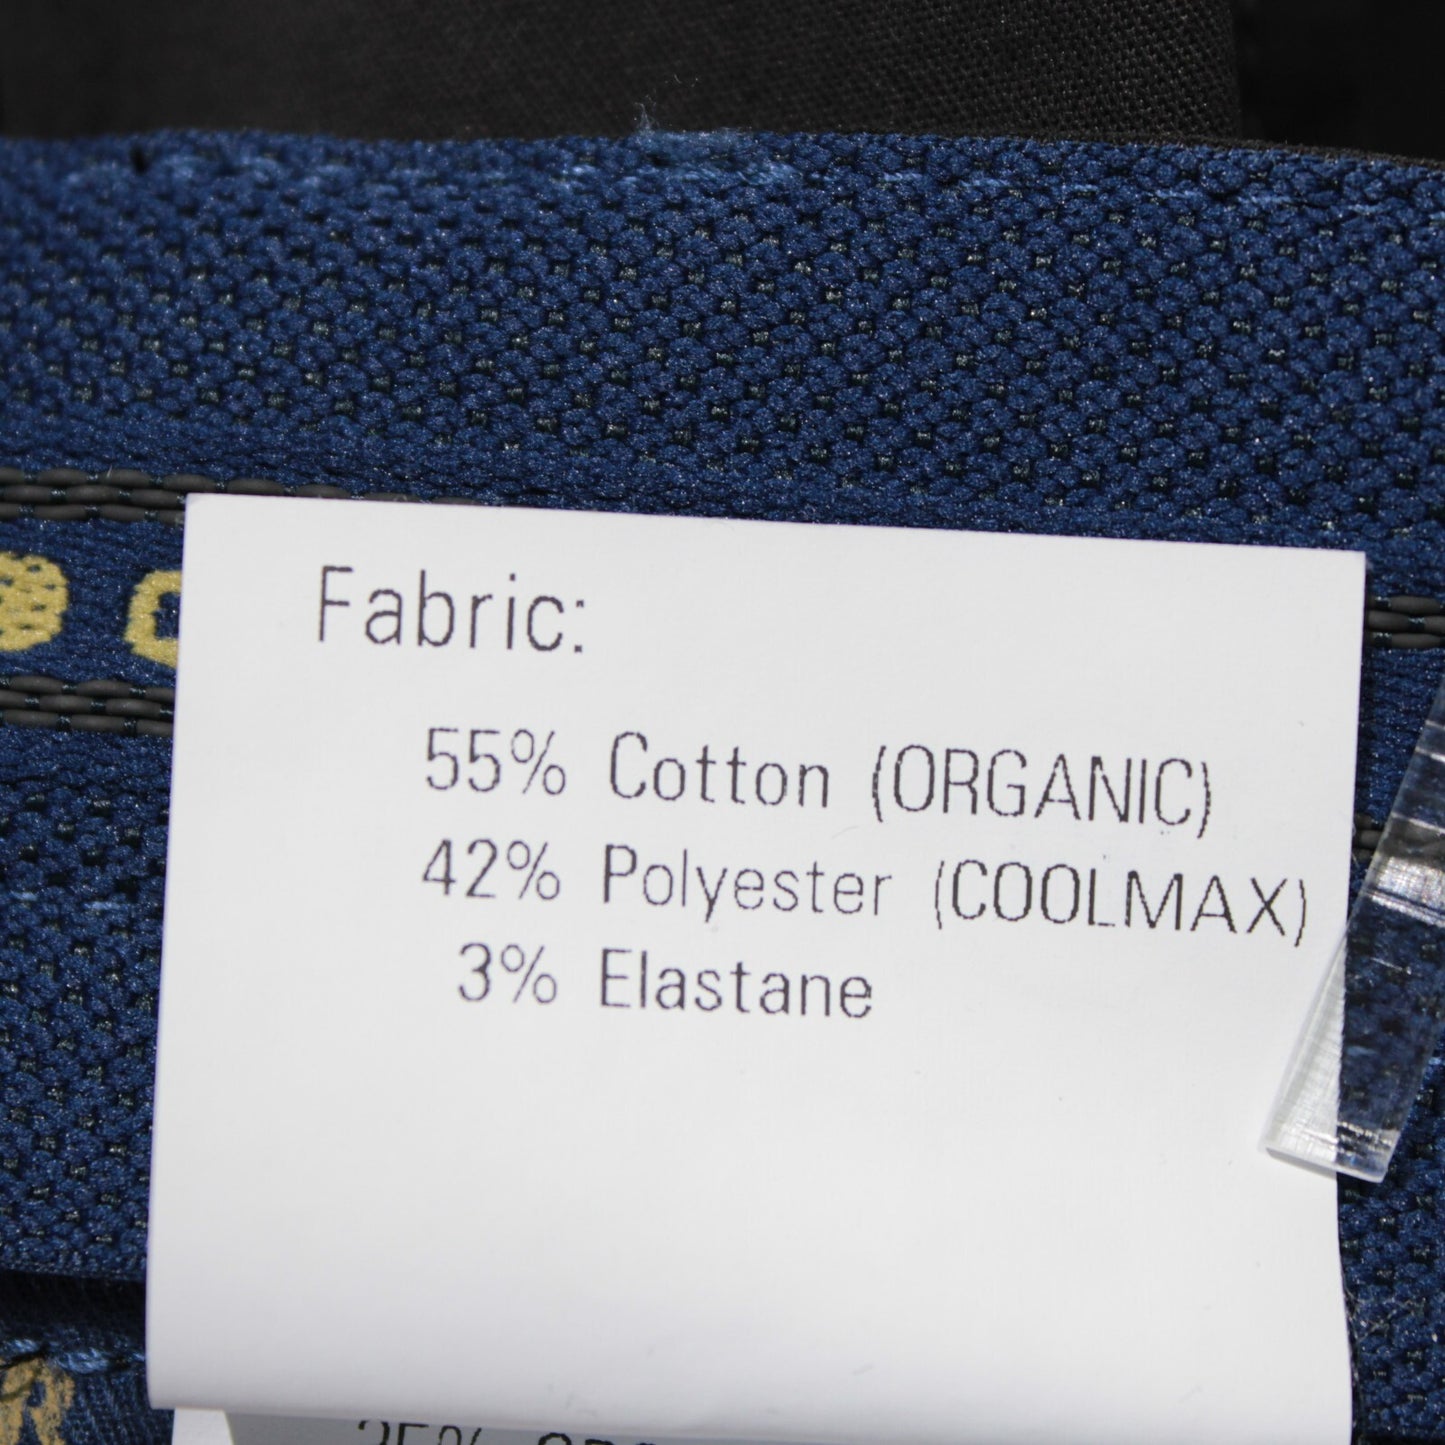 Fabric:
55% Cotton (ORGANIC)
42% Polyester (COOLMAX)
3% Elastane